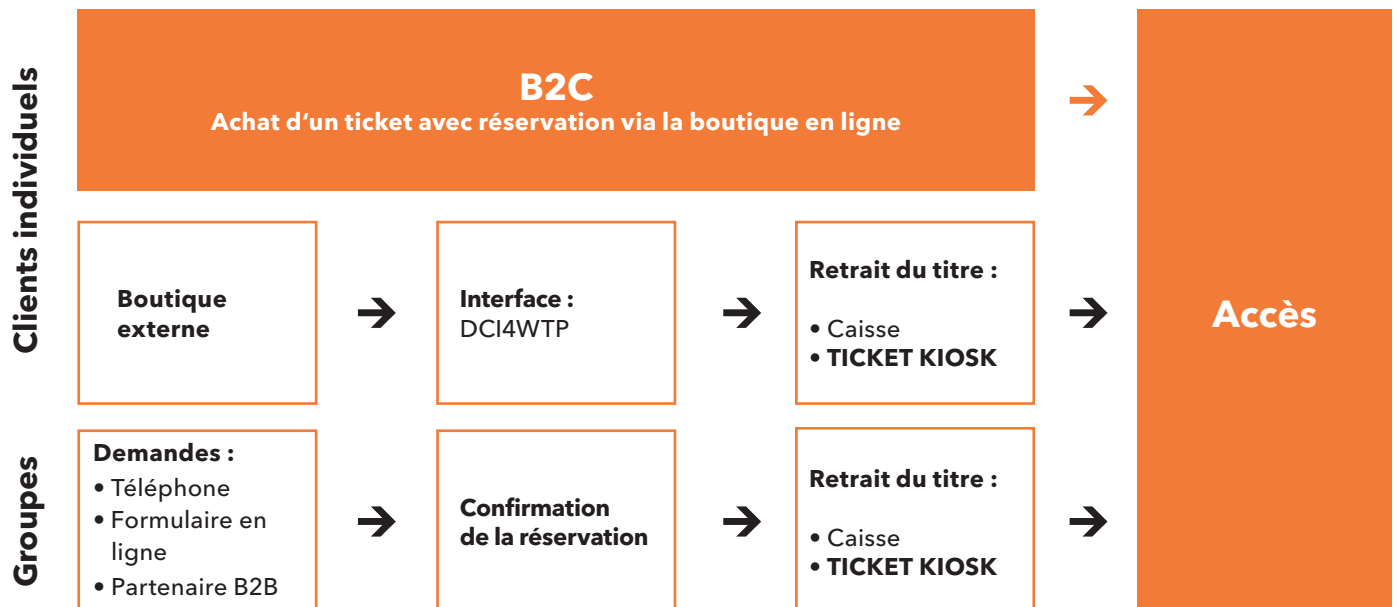 Clients individuels
B2C
Achat d‘un ticket avec réservation via la boutique en ligne
Boutique
externe
Interface :
DCI4WTP
Retrait du titre :
• Caisse
• TICKET KIOSK
Accès
Groupes
Demandes :
• Téléphone
• Formulaire en
ligne
• Partenaire B2B
Confirmation
de la réservation
Retrait du titre :
• Caisse
• TICKET KIOSK